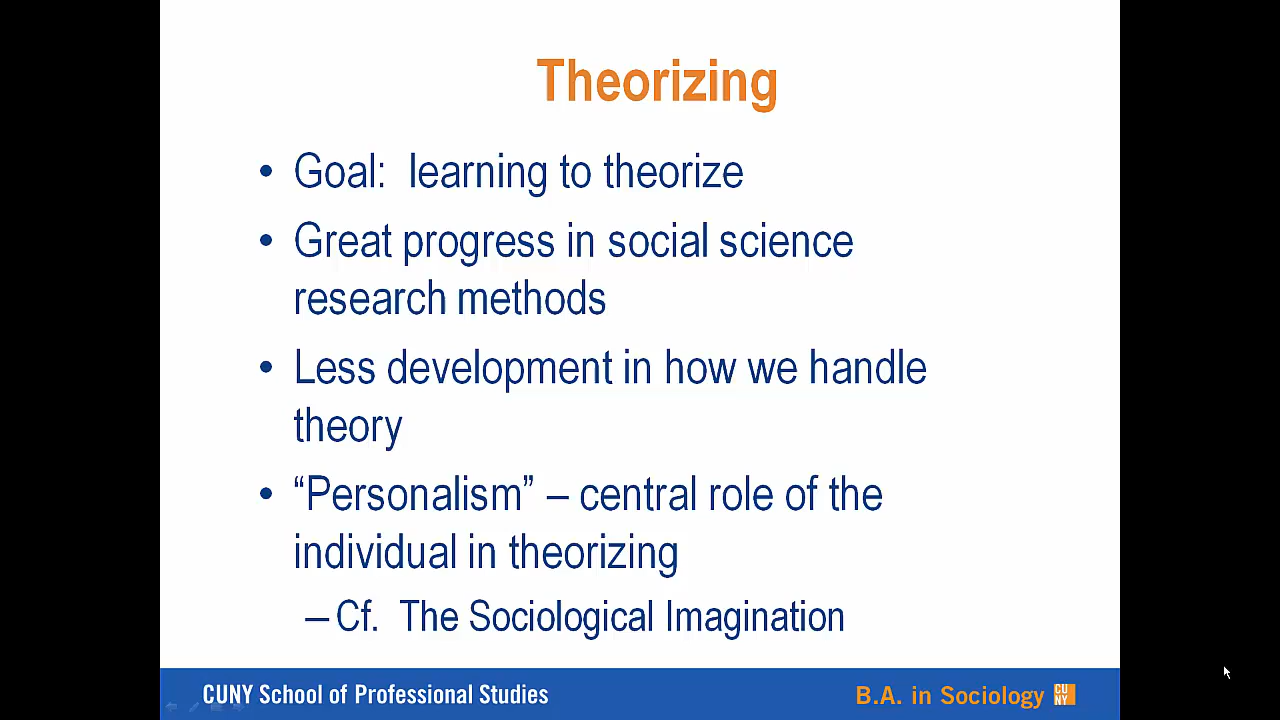 Theorizing
• Goal:  learning to theorize
• Great progress in social science
research methods
• Less development in how we handle
theory
• “Personalism” – central role of the
individual in theorizing
– Cf.  The Sociological Imagination
CUNY School of Professional Studies
B.A. in Sociology
CU
NY